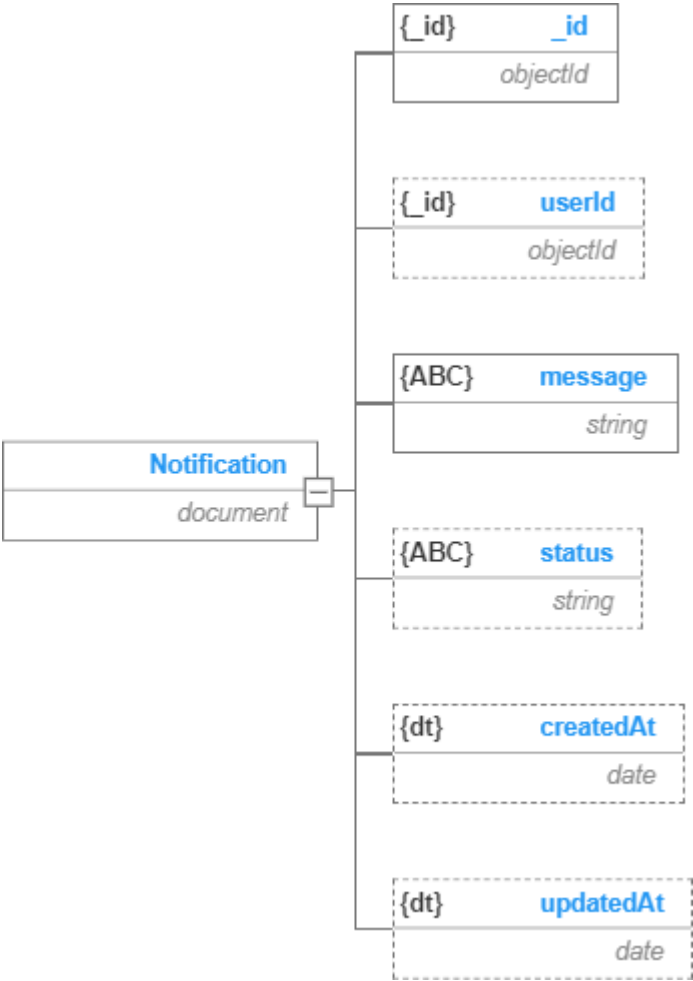 {_id} _id
objectId
{_id} userId
objectId
{ABC} message
string
Notification
document
{ABC} status
string
{dt} createdAt
date
{dt} updatedAt
date